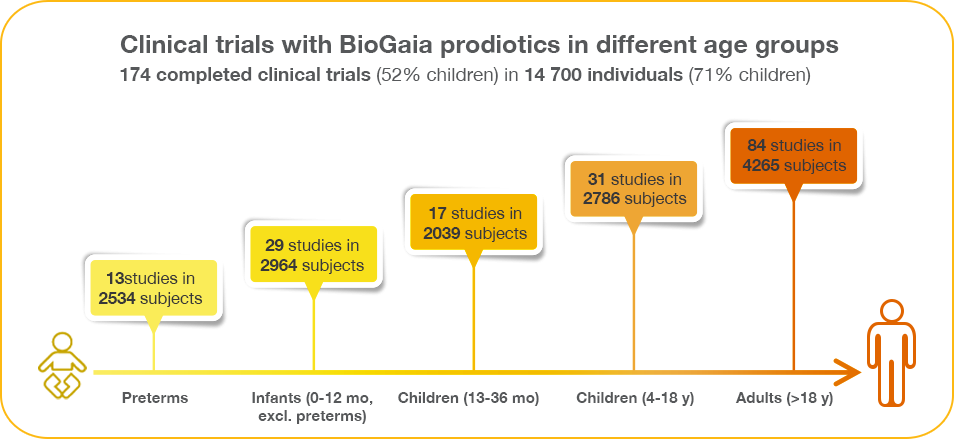 Clinical trials with BioGaia prodiotics in different age groups
174 completed clinical trials (52% children) in 14 700 individuals (71% children)
84 studies in
4265 subjects
31 studies in
2786 subjects
17 studies in
2039 subjects
29 studies in
2964 subjects
13studies in
2534 subjects
Preterms
Infants (0-12 mo,
excl. preterms)
Children (13-36 mo)
Children (4-18 y)
Adults (>18 y)